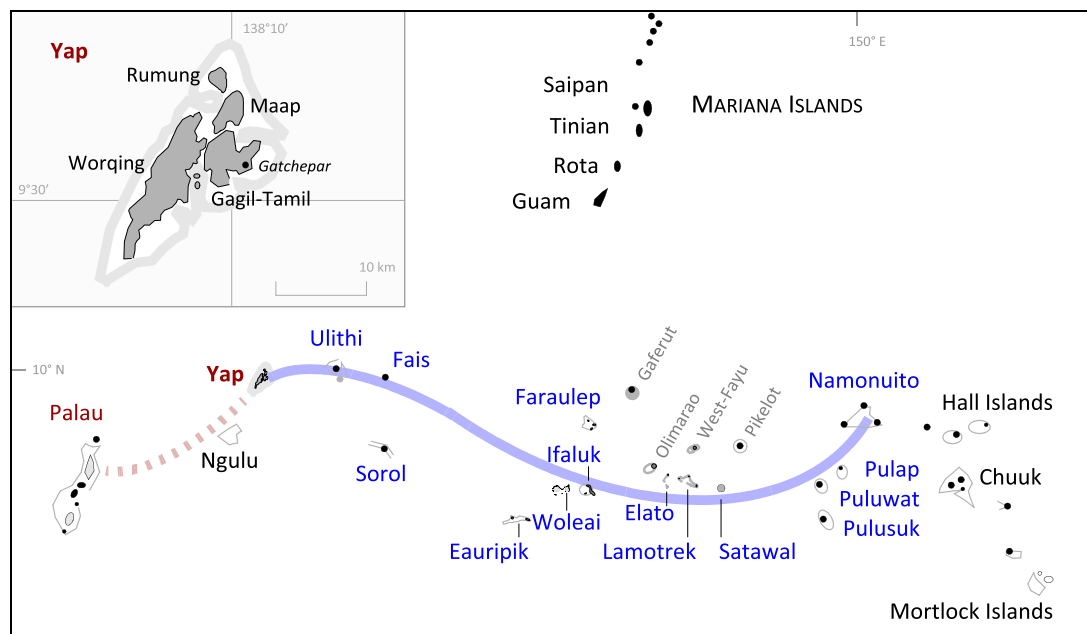 138°10′
Yap
Rumung
Maap
Worqing
Gatchepar
9°30′
Gagil-Tamil
10 km
150° E
Saipan
MARIANA ISLANDS
Tinian
Rota
Guam
10° N
Ulithi
Yap
Fais
Palau
Ngulu
Sorol
Faraulep
Gaferut
Olimarao
West-Fayu
Pikelot
Namonuito
Hall Islands
Ifaluk
Pulap
Chuuk
Puluwat
Woleai
Elato
Pulusuk
Eauripik
Lamotrek
Satawal
Mortlock Islands